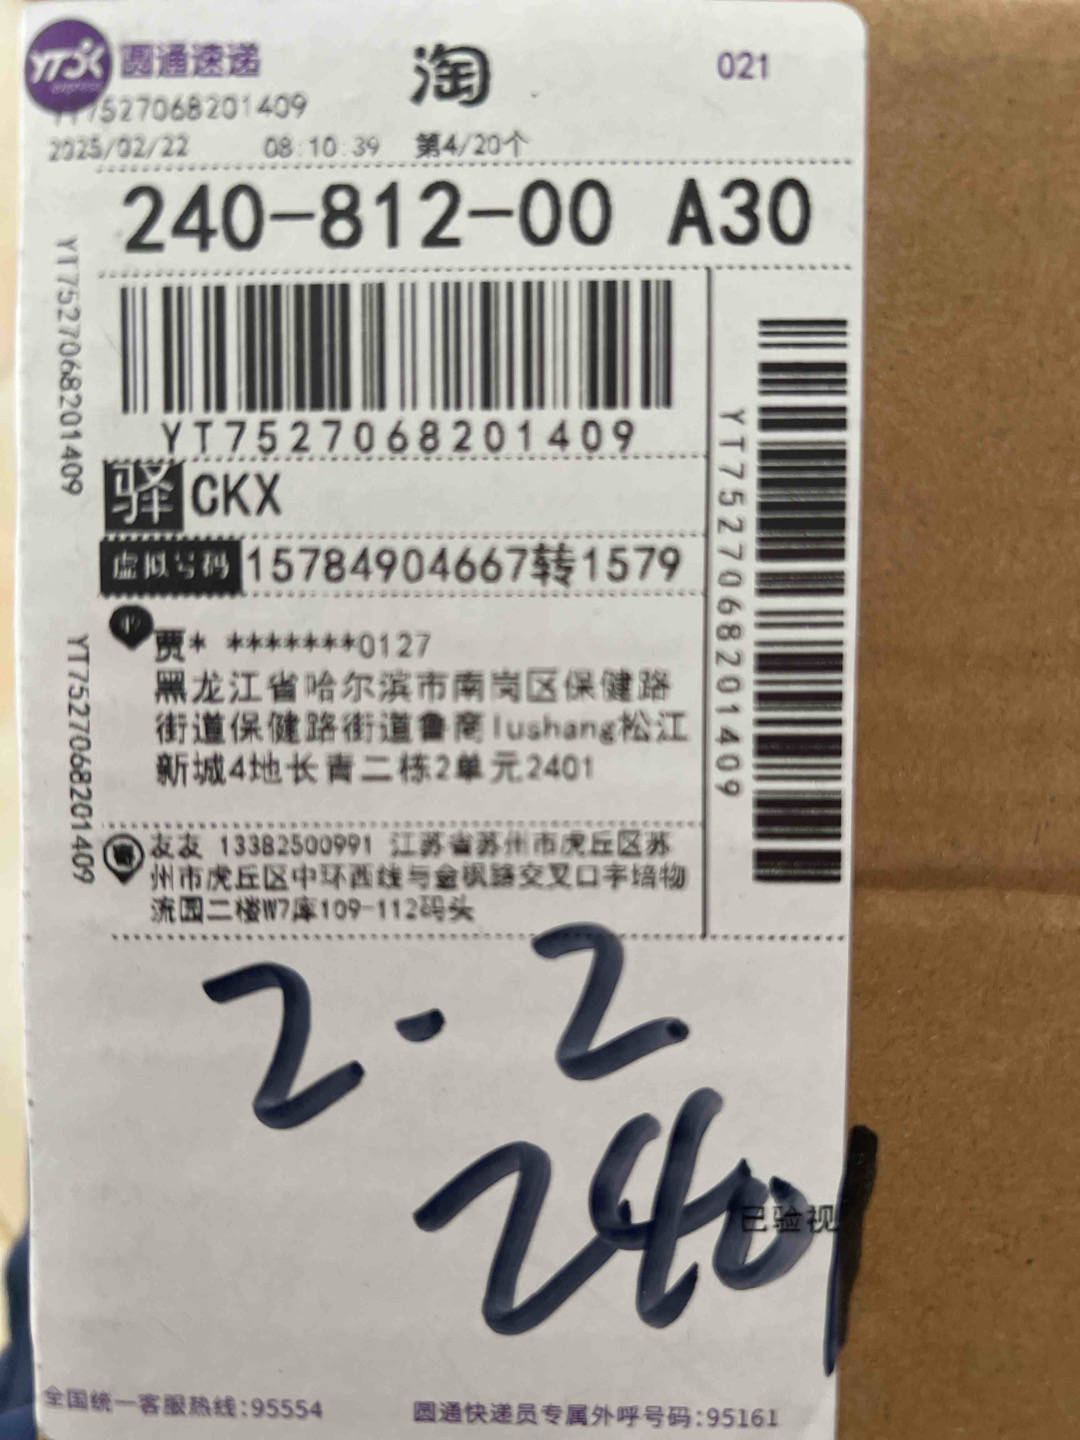 YTO express 圆通速递 淘 021
YT7527068201409
2025/02/22 08:10:39 第4/20个
240-812-00 A30
YT7527068201409
YT7527068201409
YT7527068201409
YT7527068201409
驿 CKX
虚拟号码 15784904667转1579
贾* *******0127
黑龙江省哈尔滨市南岗区保健路
街道保健路街道鲁商lushang松江
新城4地长青二栋2单元2401
友友 13382500991 江苏省苏州市虎丘区苏
州市虎丘区中环西线与金枫路交叉口宇培物
流园二楼W7库109-112码头
2-2
2401
已验视
全国统一客服热线:95554 圆通快递员专属外呼号码:95161